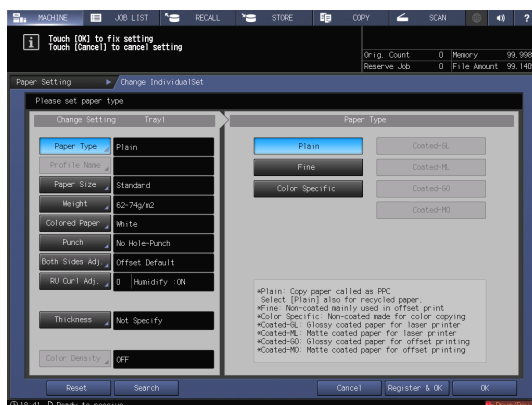 MACHINE JOB LIST RECALL STORE COPY SCAN ?
Touch [OK] to fix setting
Touch [Cancel] to cancel setting
Orig. Count 0 Memory 99.998
Reserve Job 0 File Amount 99.140
Paper Setting Change IndividualSet
Please set paper type
Change Setting Tray1
Paper Type
Paper Type Plain
Profile Name
Paper Size Standard
Weight 62-74g/m2
Colored Paper White
Punch No Hole-Punch
Both Sides Adj. Offset Default
RU Curl Adj. 0 Humidify :ON
Thickness Not Specify
Color Density OFF
Plain Coated-GL
Fine Coated-ML
Color Specific Coated-GO
Coated-MO
*Plain: Copy paper called as PPC
Select [Plain] also for recycled paper.
*Fine: Non-coated mainly used in offset print
*Color Specific: Non-coated made for color copying
*Coated-GL: Glossy coated paper for laser printer
*Coated-ML: Matte coated paper for laser printer
*Coated-GO: Glossy coated paper for offset printing
*Coated-MO: Matte coated paper for offset printing
Reset Search Cancel Register & OK OK